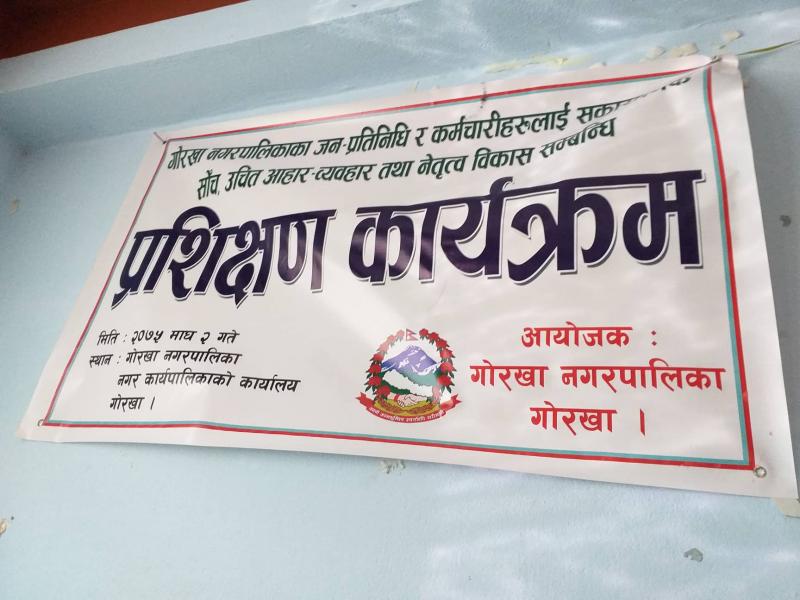 गोरखा नगरपालिकाका जन-प्रतिनिधि र कर्मचारीहरुलाई
सोंच, उचित आहार-व्यवहार तथा नेतृत्व विकास सम्बन्धि
प्रशिक्षण कार्यक्रम
मिति : २०७५ माघ २ गते
स्थान : गोरखा नगरपालिका
नगर कार्यपालिकाको कार्यालय
गोरखा ।
आयोजक :
गोरखा नगरपालिका
गोरखा ।